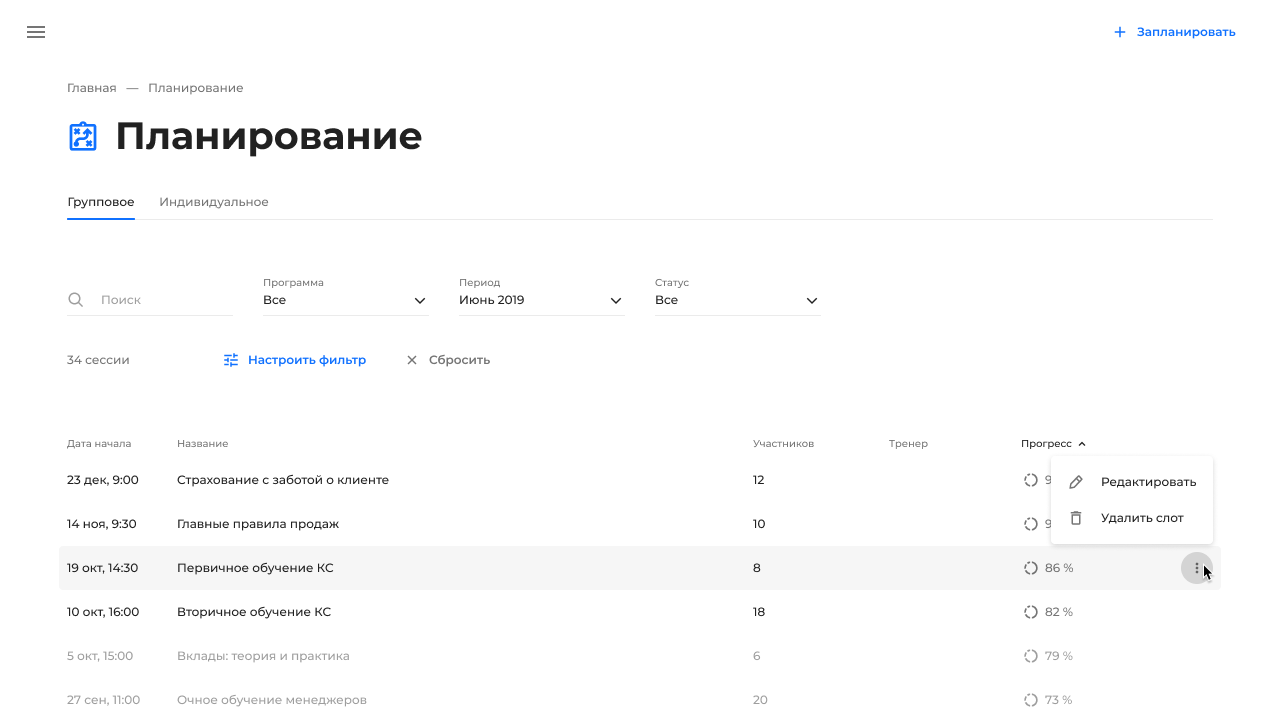 Запланировать
Главная — Планирование
Планирование
Групповое Индивидуальное
Программа Период Статус
Поиск Все Июнь 2019 Все
34 сессии Настроить фильтр Сбросить
Дата начала Название Участников Тренер Прогресс
23 дек, 9:00 Страхование с заботой о клиенте 12
Редактировать
14 ноя, 9:30 Главные правила продаж 10
Удалить слот
19 окт, 14:30 Первичное обучение КС 8 86 %
10 окт, 16:00 Вторичное обучение КС 18 82 %
5 окт, 15:00 Вклады: теория и практика 6 79 %
27 сен, 11:00 Очное обучение менеджеров 20 73 %